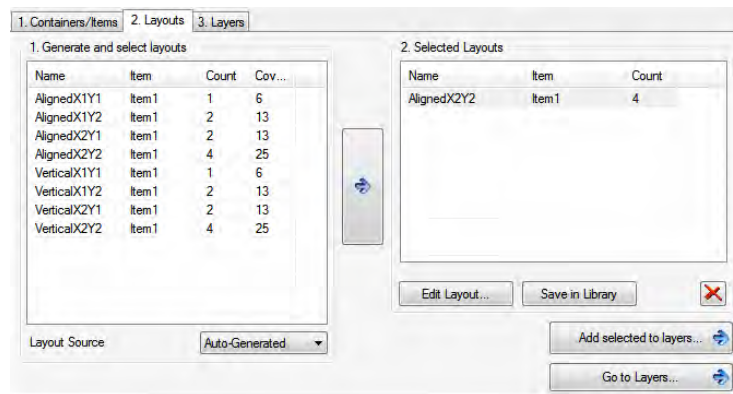 1. Containers/Items 2. Layouts 3. Layers
1. Generate and select layouts
Name Item Count Cov...
AlignedX1Y1 Item1 1 6
AlignedX1Y2 Item1 2 13
AlignedX2Y1 Item1 2 13
AlignedX2Y2 Item1 4 25
VerticalX1Y1 Item1 1 6
VerticalX1Y2 Item1 2 13
VerticalX2Y1 Item1 2 13
VerticalX2Y2 Item1 4 25
Layout Source Auto-Generated
2. Selected Layouts
Name Item Count
AlignedX2Y2 Item1 4
Edit Layout... Save in Library
Add selected to layers...
Go to Layers...